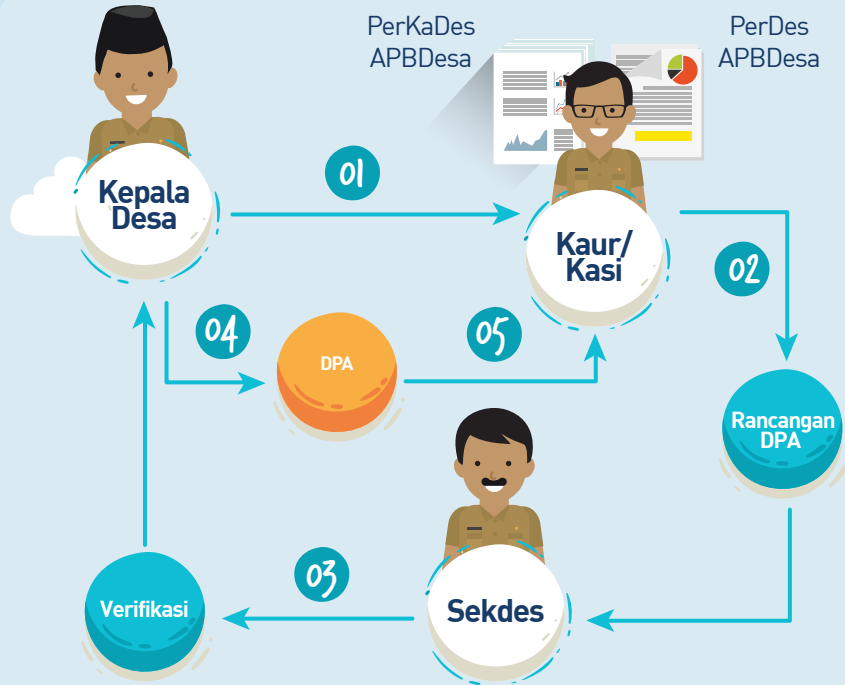 PerKaDes
APBDesa
PerDes
APBDesa
Kepala
Desa
01
Kaur/
Kasi
02
04
DPA
05
Rancangan
DPA
Verifikasi
03
Sekdes